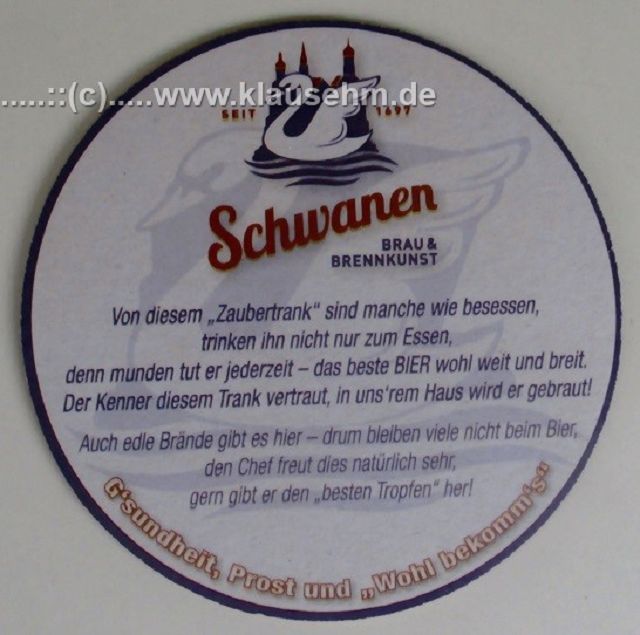 .....::(c).....www.klausehm.de
SEIT 1697
Schwanen
BRAU &
BRENNKUNST
Von diesem „Zaubertrank“ sind manche wie besessen,
trinken ihn nicht nur zum Essen,
denn munden tut er jederzeit – das beste BIER wohl weit und breit.
Der Kenner diesem Trank vertraut, in uns'rem Haus wird er gebraut!
Auch edle Brände gibt es hier – drum bleiben viele nicht beim Bier,
den Chef freut dies natürlich sehr,
gern gibt er den „besten Tropfen“ her!
G'sundheit, Prost und „Wohl bekomm's“